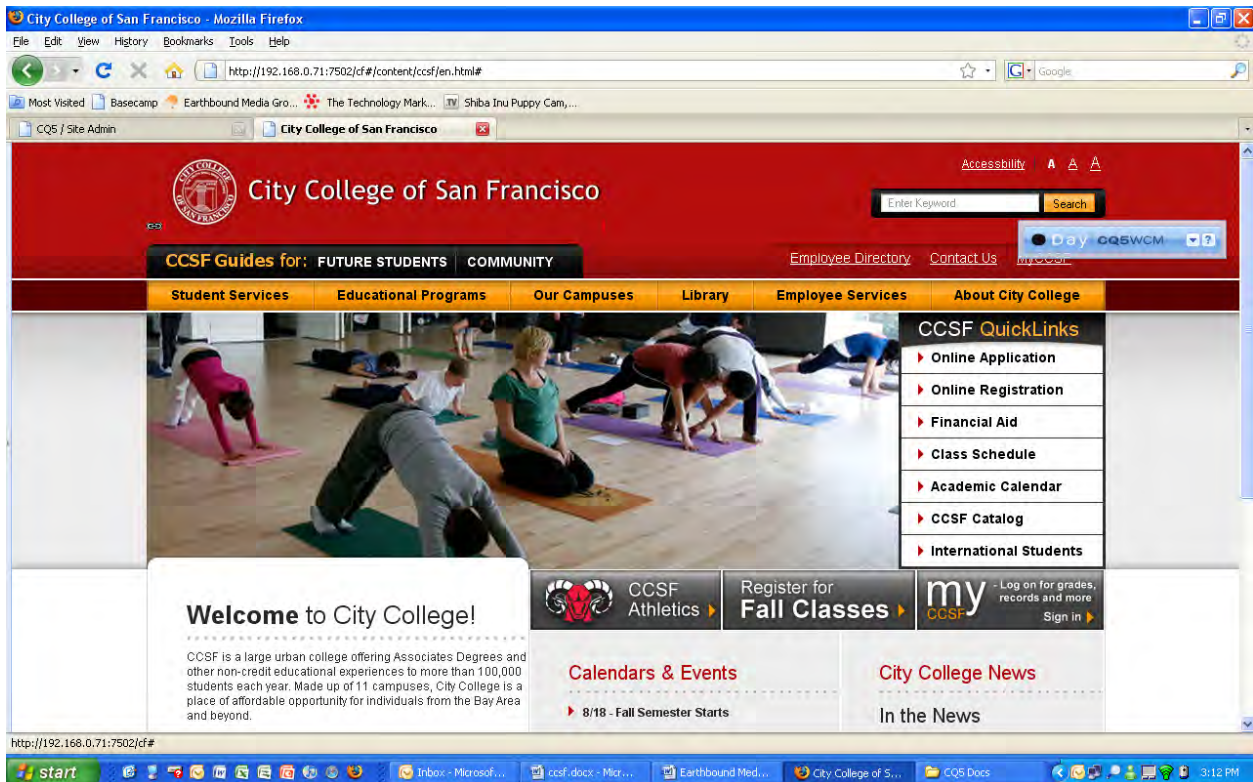 City College of San Francisco - Mozilla Firefox
File Edit View History Bookmarks Tools Help
http://192.168.0.71:7502/cf#/content/ccsf/en.html#
G Google
Most Visited Basecamp Earthbound Media Gro... The Technology Mark... TV Shiba Inu Puppy Cam,...
CQ5 / Site Admin City College of San Francisco
CITY COLLEGE OF SAN FRANCISCO
City College of San Francisco
Accessbility A A A
Enter Keyword Search
Day CQ5WCM ?
CCSF Guides for: FUTURE STUDENTS COMMUNITY
Employee Directory Contact Us MyCCSF
Student Services Educational Programs Our Campuses Library Employee Services About City College
CCSF QuickLinks
Online Application
Online Registration
Financial Aid
Class Schedule
Academic Calendar
CCSF Catalog
International Students
CCSF Athletics
Register for Fall Classes
my CCSF - Log on for grades, records and more
Sign in
Welcome to City College!
CCSF is a large urban college offering Associates Degrees and
other non-credit educational experiences to more than 100,000
students each year. Made up of 11 campuses, City College is a
place of affordable opportunity for individuals from the Bay Area
and beyond.
Calendars & Events
8/18 - Fall Semester Starts
City College News
In the News
http://192.168.0.71:7502/cf#
start Inbox - Microsof... ccsf.docx - Micr... Earthbound Med... City College of S... CQ5 Docs 3:12 PM